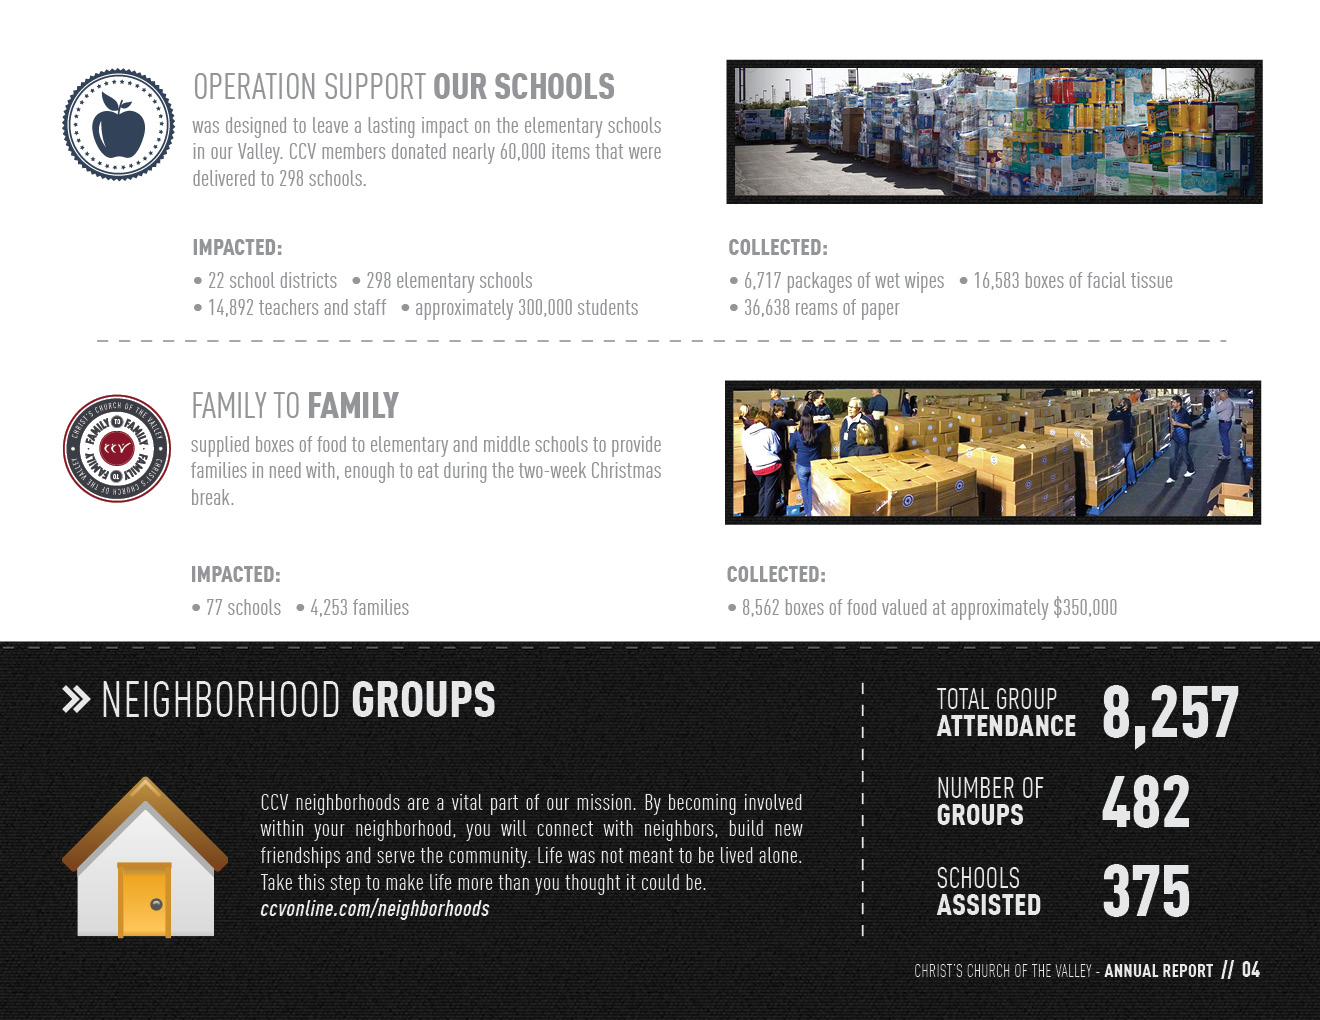 OPERATION SUPPORT OUR SCHOOLS
was designed to leave a lasting impact on the elementary schools
in our Valley. CCV members donated nearly 60,000 items that were
delivered to 298 schools.
IMPACTED:
• 22 school districts • 298 elementary schools
• 14,892 teachers and staff • approximately 300,000 students
COLLECTED:
• 6,717 packages of wet wipes • 16,583 boxes of facial tissue
• 36,638 reams of paper
CHRIST'S CHURCH OF THE VALLEY
CHRIST'S CHURCH OF THE VALLEY
FAMILY TO FAMILY
FAMILY TO FAMILY
CCV
FAMILY TO FAMILY
supplied boxes of food to elementary and middle schools to provide
families in need with, enough to eat during the two-week Christmas
break.
IMPACTED:
• 77 schools • 4,253 families
COLLECTED:
• 8,562 boxes of food valued at approximately $350,000
» NEIGHBORHOOD GROUPS
CCV neighborhoods are a vital part of our mission. By becoming involved
within your neighborhood, you will connect with neighbors, build new
friendships and serve the community. Life was not meant to be lived alone.
Take this step to make life more than you thought it could be.
ccvonline.com/neighborhoods
TOTAL GROUP
ATTENDANCE 8,257
NUMBER OF
GROUPS 482
SCHOOLS
ASSISTED 375
CHRIST'S CHURCH OF THE VALLEY - ANNUAL REPORT // 04